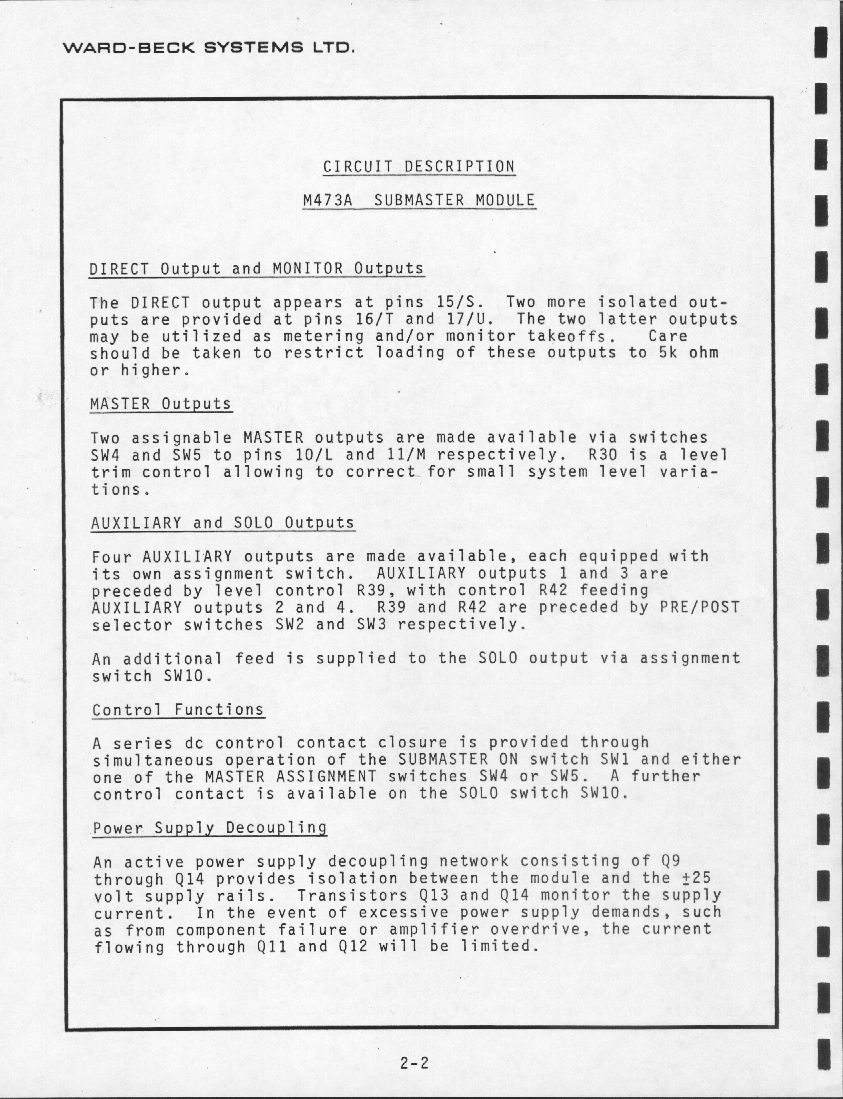 WARD-BECK SYSTEMS LTD.
CIRCUIT DESCRIPTION
M473A SUBMASTER MODULE
DIRECT Output and MONITOR Outputs
The DIRECT output appears at pins 15/S. Two more isolated out-
puts are provided at pins 16/T and 17/U. The two latter outputs
may be utilized as metering and/or monitor takeoffs. Care
should be taken to restrict loading of these outputs to 5k ohm
or higher.
MASTER Outputs
Two assignable MASTER outputs are made available via switches
SW4 and SW5 to pins 10/L and 11/M respectively. R30 is a level
trim control allowing to correct for small system level varia-
tions.
AUXILIARY and SOLO Outputs
Four AUXILIARY outputs are made available, each equipped with
its own assignment switch. AUXILIARY outputs 1 and 3 are
preceded by level control R39, with control R42 feeding
AUXILIARY outputs 2 and 4. R39 and R42 are preceded by PRE/POST
selector switches SW2 and SW3 respectively.
An additional feed is supplied to the SOLO output via assignment
switch SW10.
Control Functions
A series dc control contact closure is provided through
simultaneous operation of the SUBMASTER ON switch SW1 and either
one of the MASTER ASSIGNMENT switches SW4 or SW5. A further
control contact is available on the SOLO switch SW10.
Power Supply Decoupling
An active power supply decoupling network consisting of Q9
through Q14 provides isolation between the module and the ±25
volt supply rails. Transistors Q13 and Q14 monitor the supply
current. In the event of excessive power supply demands, such
as from component failure or amplifier overdrive, the current
flowing through Q11 and Q12 will be limited.
2-2